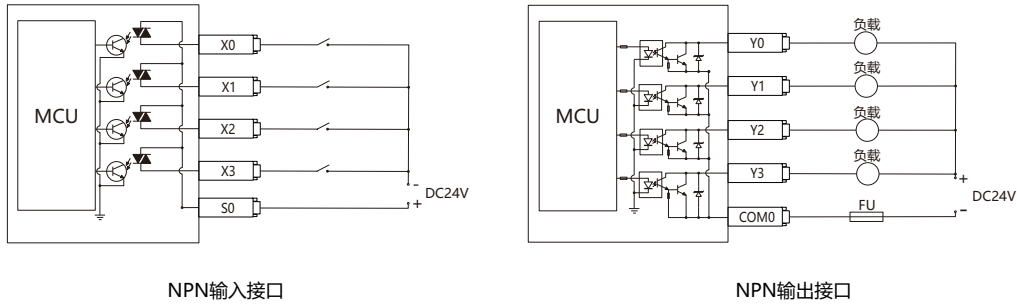 MCU
X0
X1
X2
X3
S0
-
+
DC24V
NPN输入接口
MCU
Y0
Y1
Y2
Y3
COM0
负载
负载
负载
负载
FU
+
-
DC24V
NPN输出接口